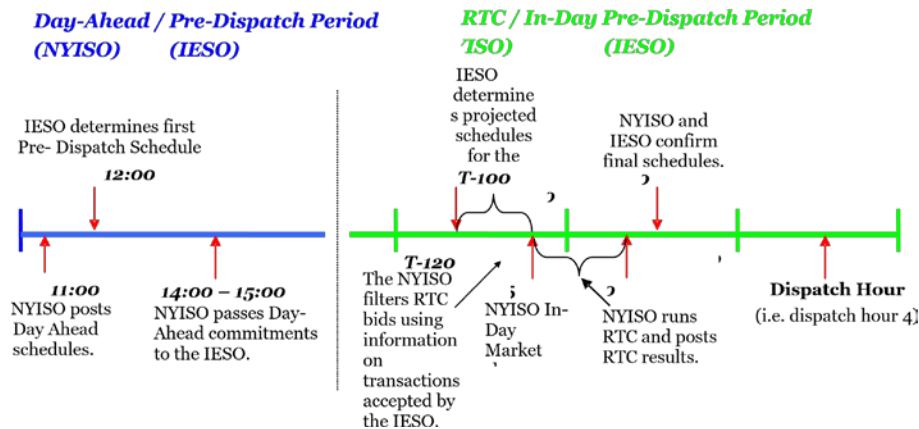 Day-Ahead / Pre-Dispatch Period
(NYISO) (IESO)
RTC / In-Day Pre-Dispatch Period
ISO) (IESO)
IESO determines first
Pre- Dispatch Schedule
12:00
11:00
NYISO posts
Day Ahead
schedules.
14:00 – 15:00
NYISO passes Day-
Ahead commitments
to the IESO.
IESO
determine
s projected
schedules
for the
T-100
NYISO and
IESO confirm
final schedules.
T-120
The NYISO
filters RTC
bids using
information
on
transactions
accepted by
the IESO.
NYISO In-
Day
Market
NYISO runs
RTC and posts
RTC results.
Dispatch Hour
(i.e. dispatch hour 4)